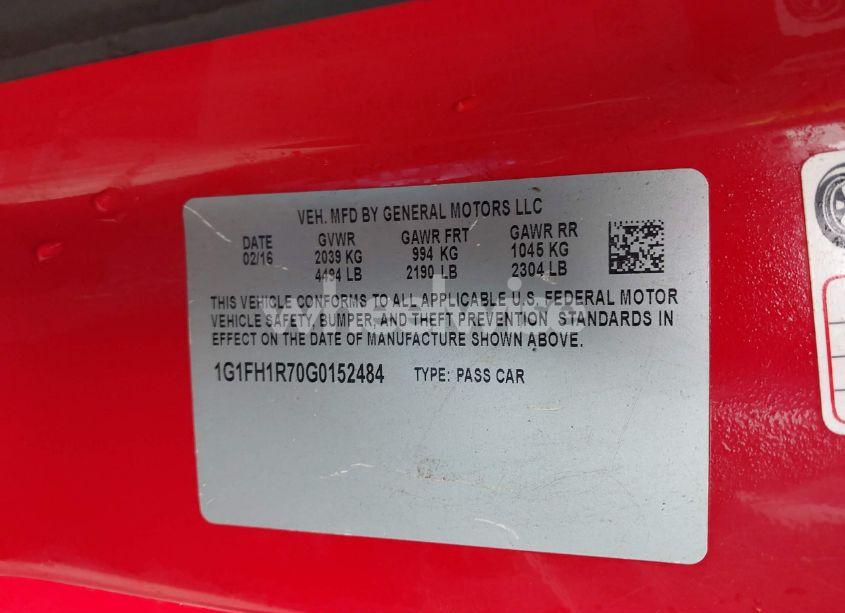 VEH. MFD BY GENERAL MOTORS LLC
DATE GVWR GAWR FRT GAWR RR
02/16 2039 KG 994 KG 1045 KG
4494 LB 2190 LB 2304 LB
THIS VEHICLE CONFORMS TO ALL APPLICABLE U.S. FEDERAL MOTOR
VEHICLE SAFETY, BUMPER, AND THEFT PREVENTION STANDARDS IN
EFFECT ON THE DATE OF MANUFACTURE SHOWN ABOVE.
1G1FH1R70G0152484 TYPE: PASS CAR